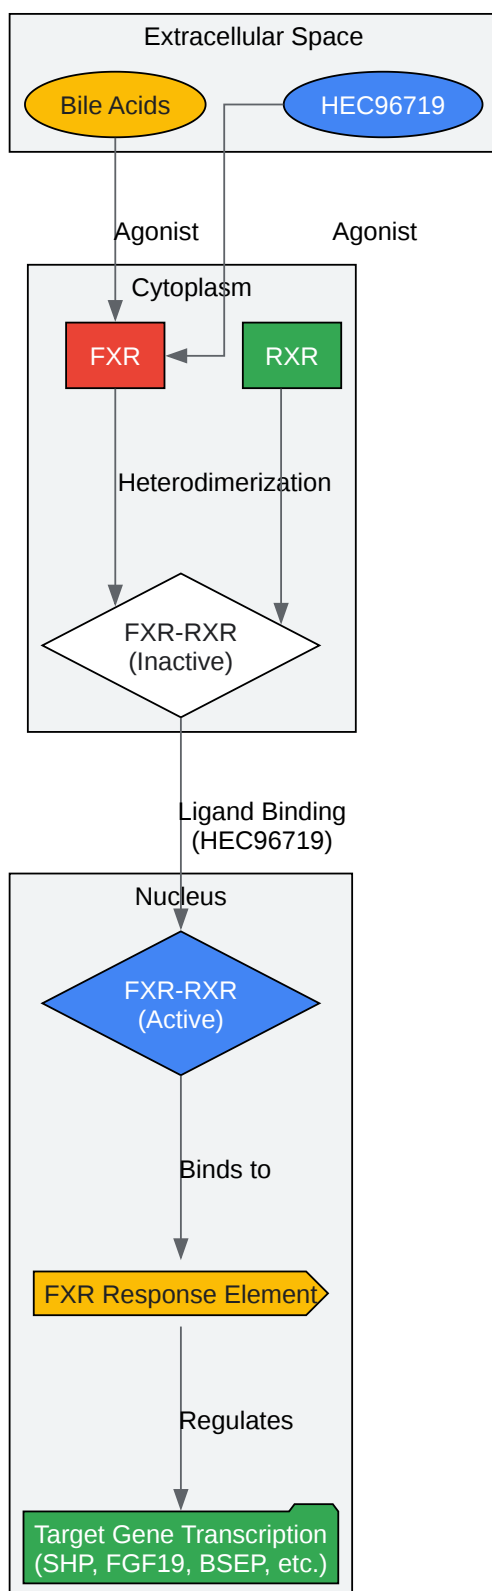 Extracellular Space
Bile Acids
HEC96719
Agonist
Agonist
Cytoplasm
FXR
RXR
Heterodimerization
FXR-RXR
(Inactive)
Ligand Binding
(HEC96719)
Nucleus
FXR-RXR
(Active)
Binds to
FXR Response Element
Regulates
Target Gene Transcription
(SHP, FGF19, BSEP, etc.)